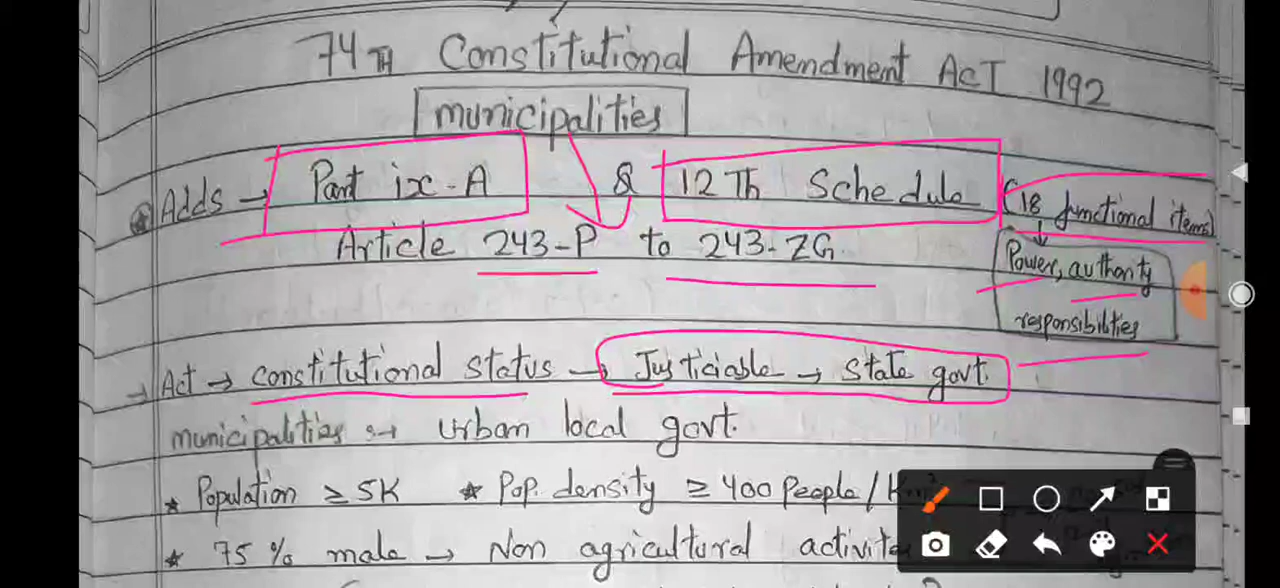 74TH Constitutional Amendment ACT 1992
municipalities
Adds → Part ix-A & 12Th Schedule (18 functional items)
Article 243-P to 243-ZG
Power, authority
responsibilties
→ Act → constitutional status → Justiciable → state govt.
municipalities → Urban local govt.
★ Population ≥ 5K ★ Pop. density ≥ 400 People /
★ 75 % male → Non agricultural